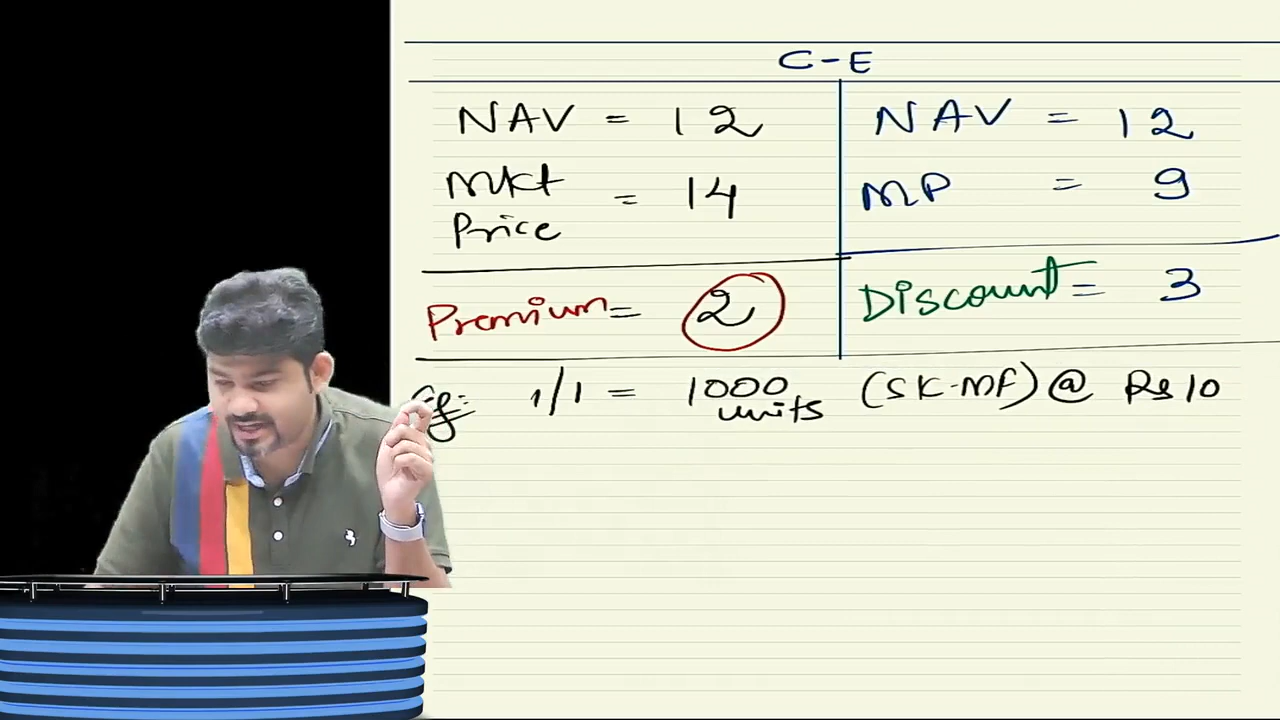 C-E
NAV = 12
Mkt Price = 14
Premium = 2
NAV = 12
MP = 9
Discount = 3
Eg:- 1/1 = 1000 units (SK-MF) @ Rs 10